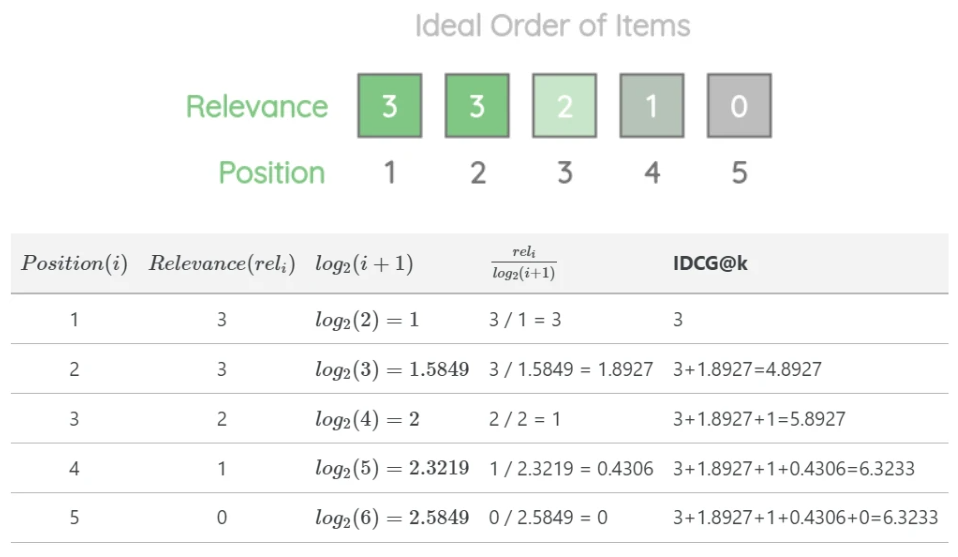 Ideal Order of Items
Relevance 3 3 2 1 0
Position 1 2 3 4 5
Position(i) Relevance(rel_i) log_2(i + 1) rel_i / log_2(i+1) IDCG@k
1 3 log_2(2) = 1 3 / 1 = 3 3
2 3 log_2(3) = 1.5849 3 / 1.5849 = 1.8927 3+1.8927=4.8927
3 2 log_2(4) = 2 2 / 2 = 1 3+1.8927+1=5.8927
4 1 log_2(5) = 2.3219 1 / 2.3219 = 0.4306 3+1.8927+1+0.4306=6.3233
5 0 log_2(6) = 2.5849 0 / 2.5849 = 0 3+1.8927+1+0.4306+0=6.3233